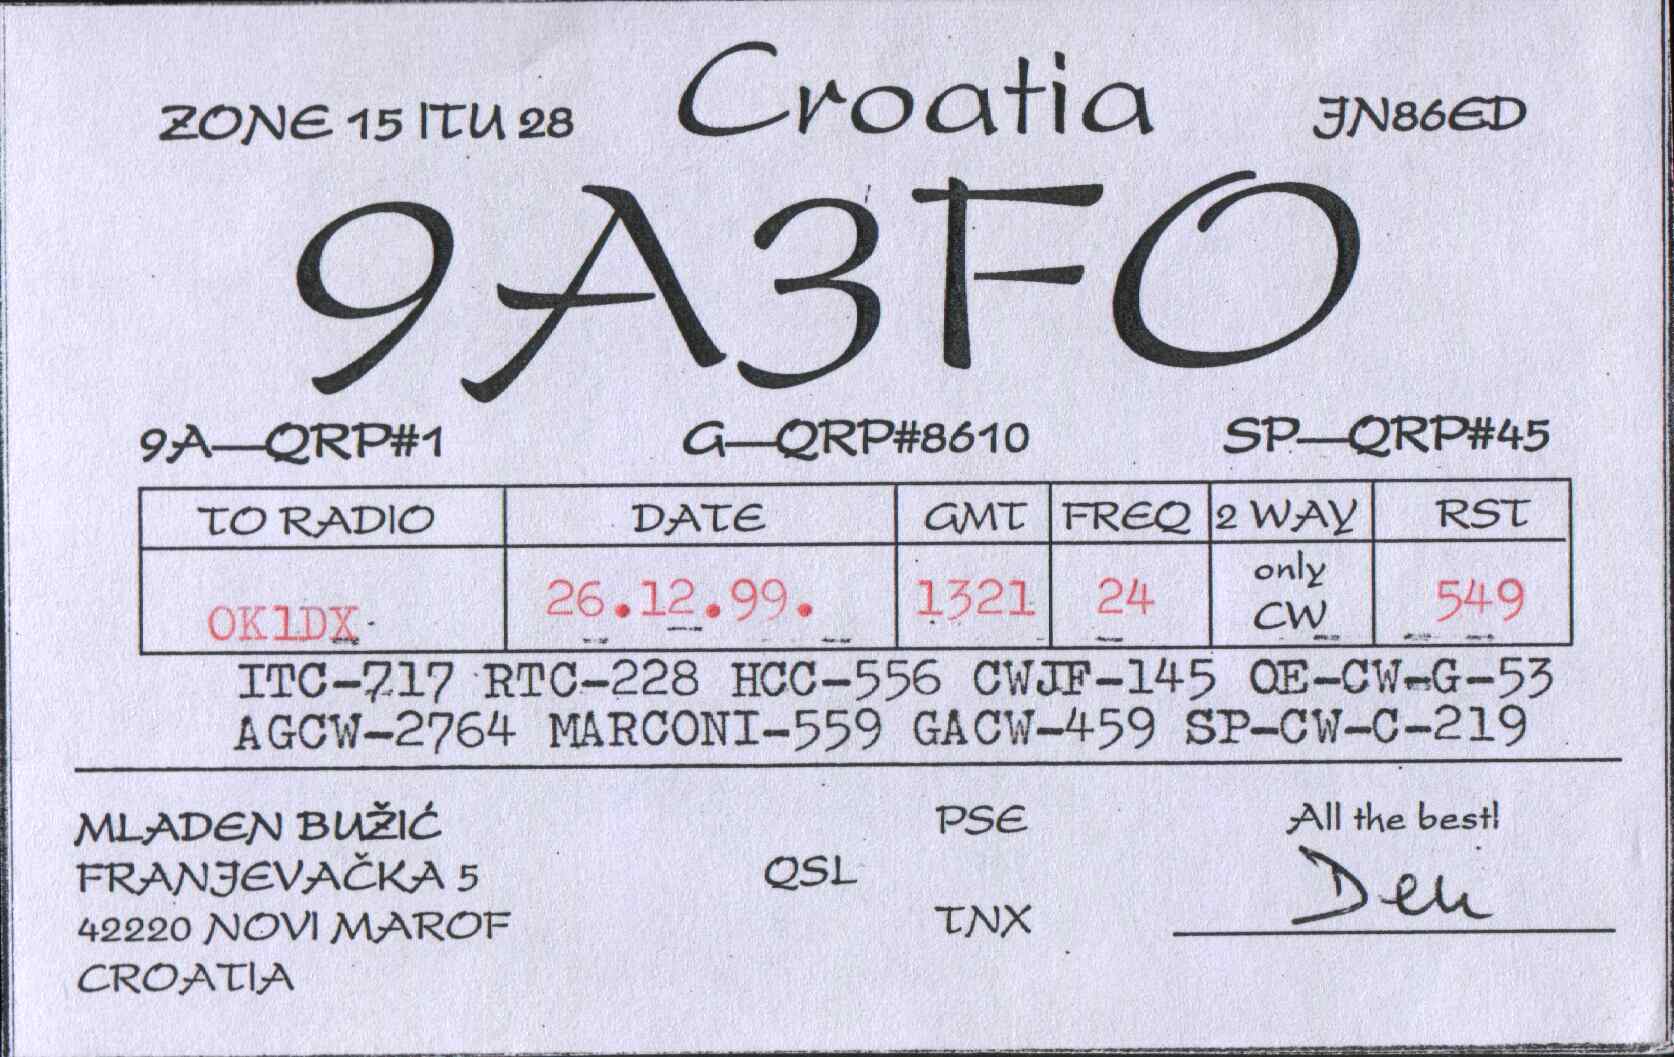 Croatia
ZONE 15 ITU 28
JN86ED
9A3FO
9A—QRP#1 G—QRP#8610 SP—QRP#45
TO RADIO DATE GMT FREQ 2 WAY RST
OK1DX 26.12.99. 1321 24 only CW 549
ITC-717 RTC-228 HCC-556 CWJF-145 OE-CW-G-53
AGCW-2764 MARCONI-559 GACW-459 SP-CW-C-219
MLADEN BUŽIĆ
FRANJEVAČKA 5
42220 NOVI MAROF
CROATIA
PSE
QSL
TNX
All the best!
Den